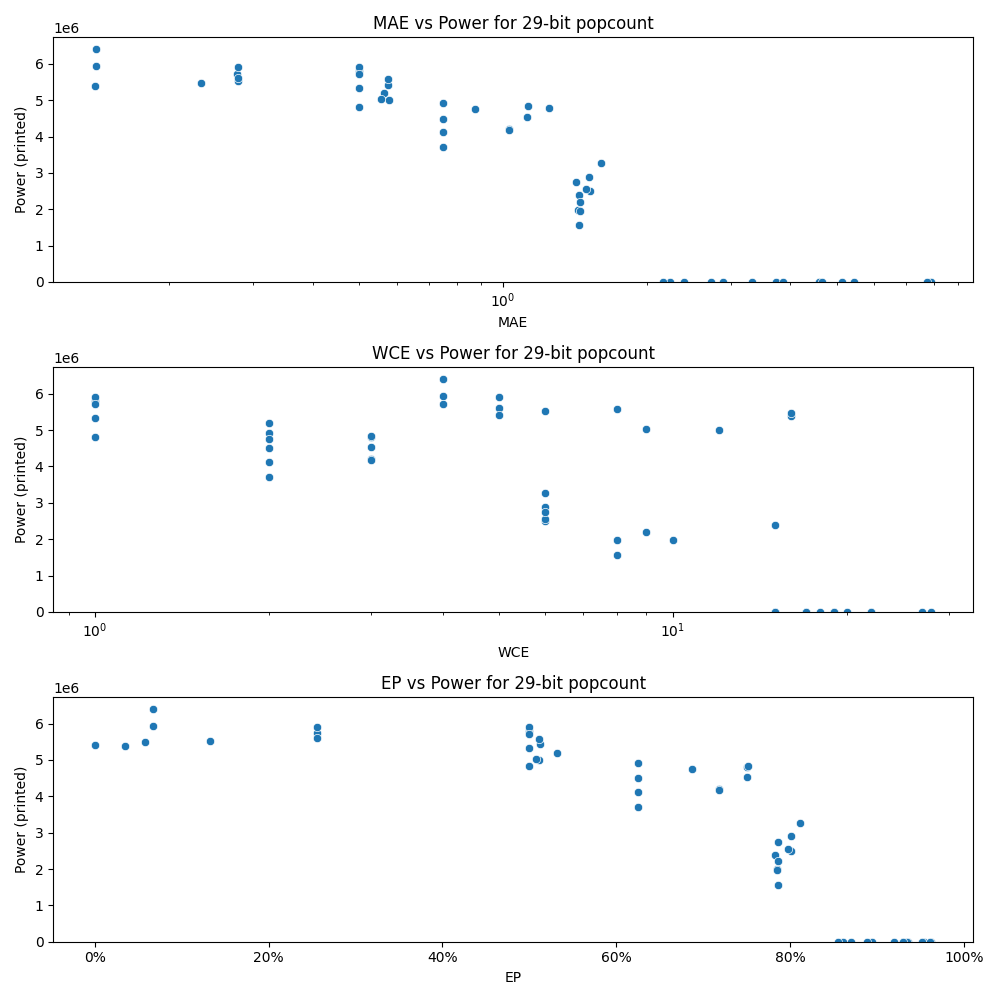 MAE vs Power for 29-bit popcount
1e6
6
5
4
3
2
1
0
Power (printed)
10^0
MAE
WCE vs Power for 29-bit popcount
1e6
6
5
4
3
2
1
0
Power (printed)
10^0
10^1
WCE
EP vs Power for 29-bit popcount
1e6
6
5
4
3
2
1
0
Power (printed)
0% 20% 40% 60% 80% 100%
EP